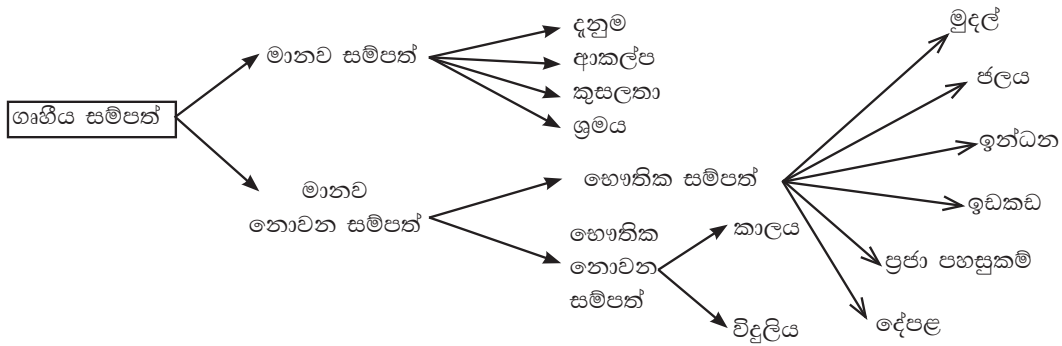 ගෘහීය සම්පත්
මානව සම්පත්
දැනුම
ආකල්ප
කුසලතා
ශ්‍රමය
මානව
නොවන සම්පත්
භෞතික සම්පත්
මුදල්
ජලය
ඉන්ධන
ඉඩකඩ
ප්‍රජා පහසුකම්
දේපළ
භෞතික
නොවන
සම්පත්
කාලය
විදුලිය